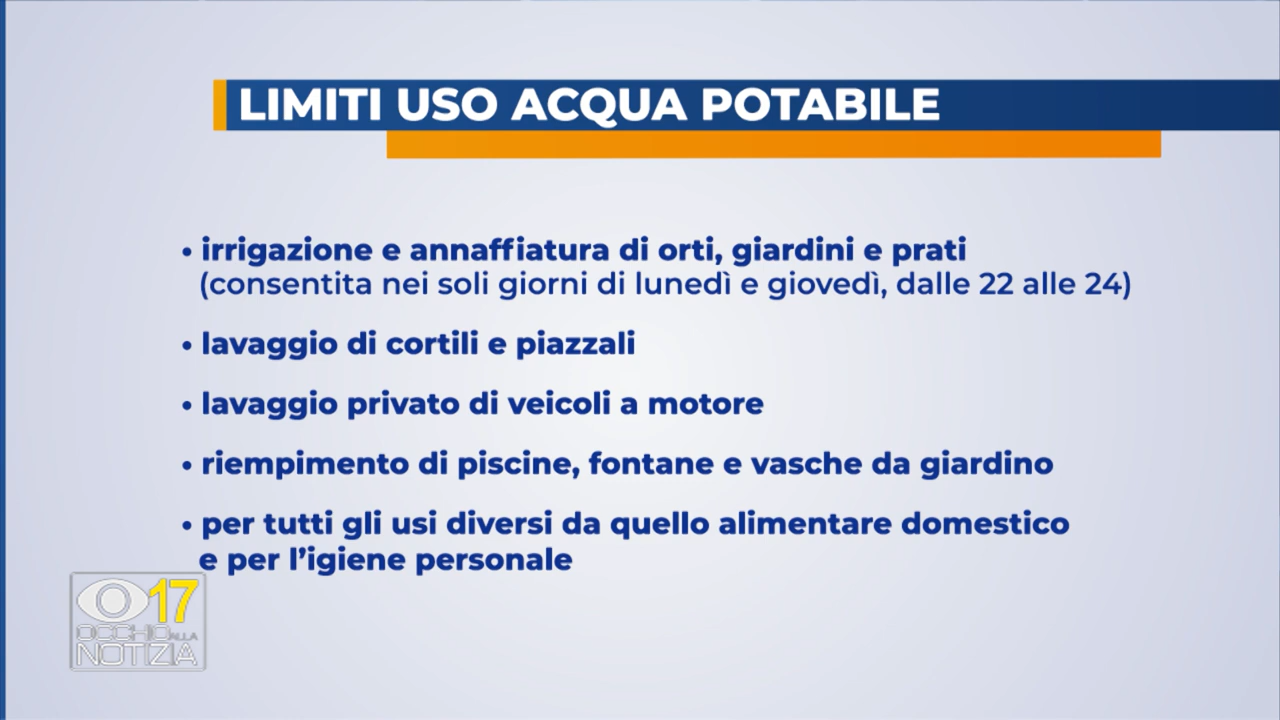 LIMITI USO ACQUA POTABILE
• irrigazione e annaffiatura di orti, giardini e prati
(consentita nei soli giorni di lunedì e giovedì, dalle 22 alle 24)
• lavaggio di cortili e piazzali
• lavaggio privato di veicoli a motore
• riempimento di piscine, fontane e vasche da giardino
• per tutti gli usi diversi da quello alimentare domestico
e per l’igiene personale
17
OCCHIO ALLA
NOTIZIA